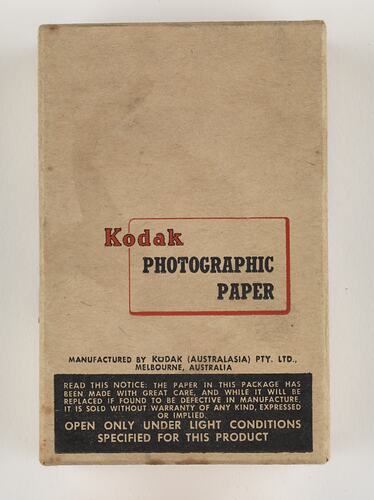 Kodak
PHOTOGRAPHIC
PAPER
MANUFACTURED BY KODAK (AUSTRALASIA) PTY. LTD.,
MELBOURNE, AUSTRALIA
READ THIS NOTICE: THE PAPER IN THIS PACKAGE HAS
BEEN MADE WITH GREAT CARE, AND WHILE IT WILL BE
REPLACED IF FOUND TO BE DEFECTIVE IN MANUFACTURE,
IT IS SOLD WITHOUT WARRANTY OF ANY KIND, EXPRESSED
OR IMPLIED.
OPEN ONLY UNDER LIGHT CONDITIONS
SPECIFIED FOR THIS PRODUCT